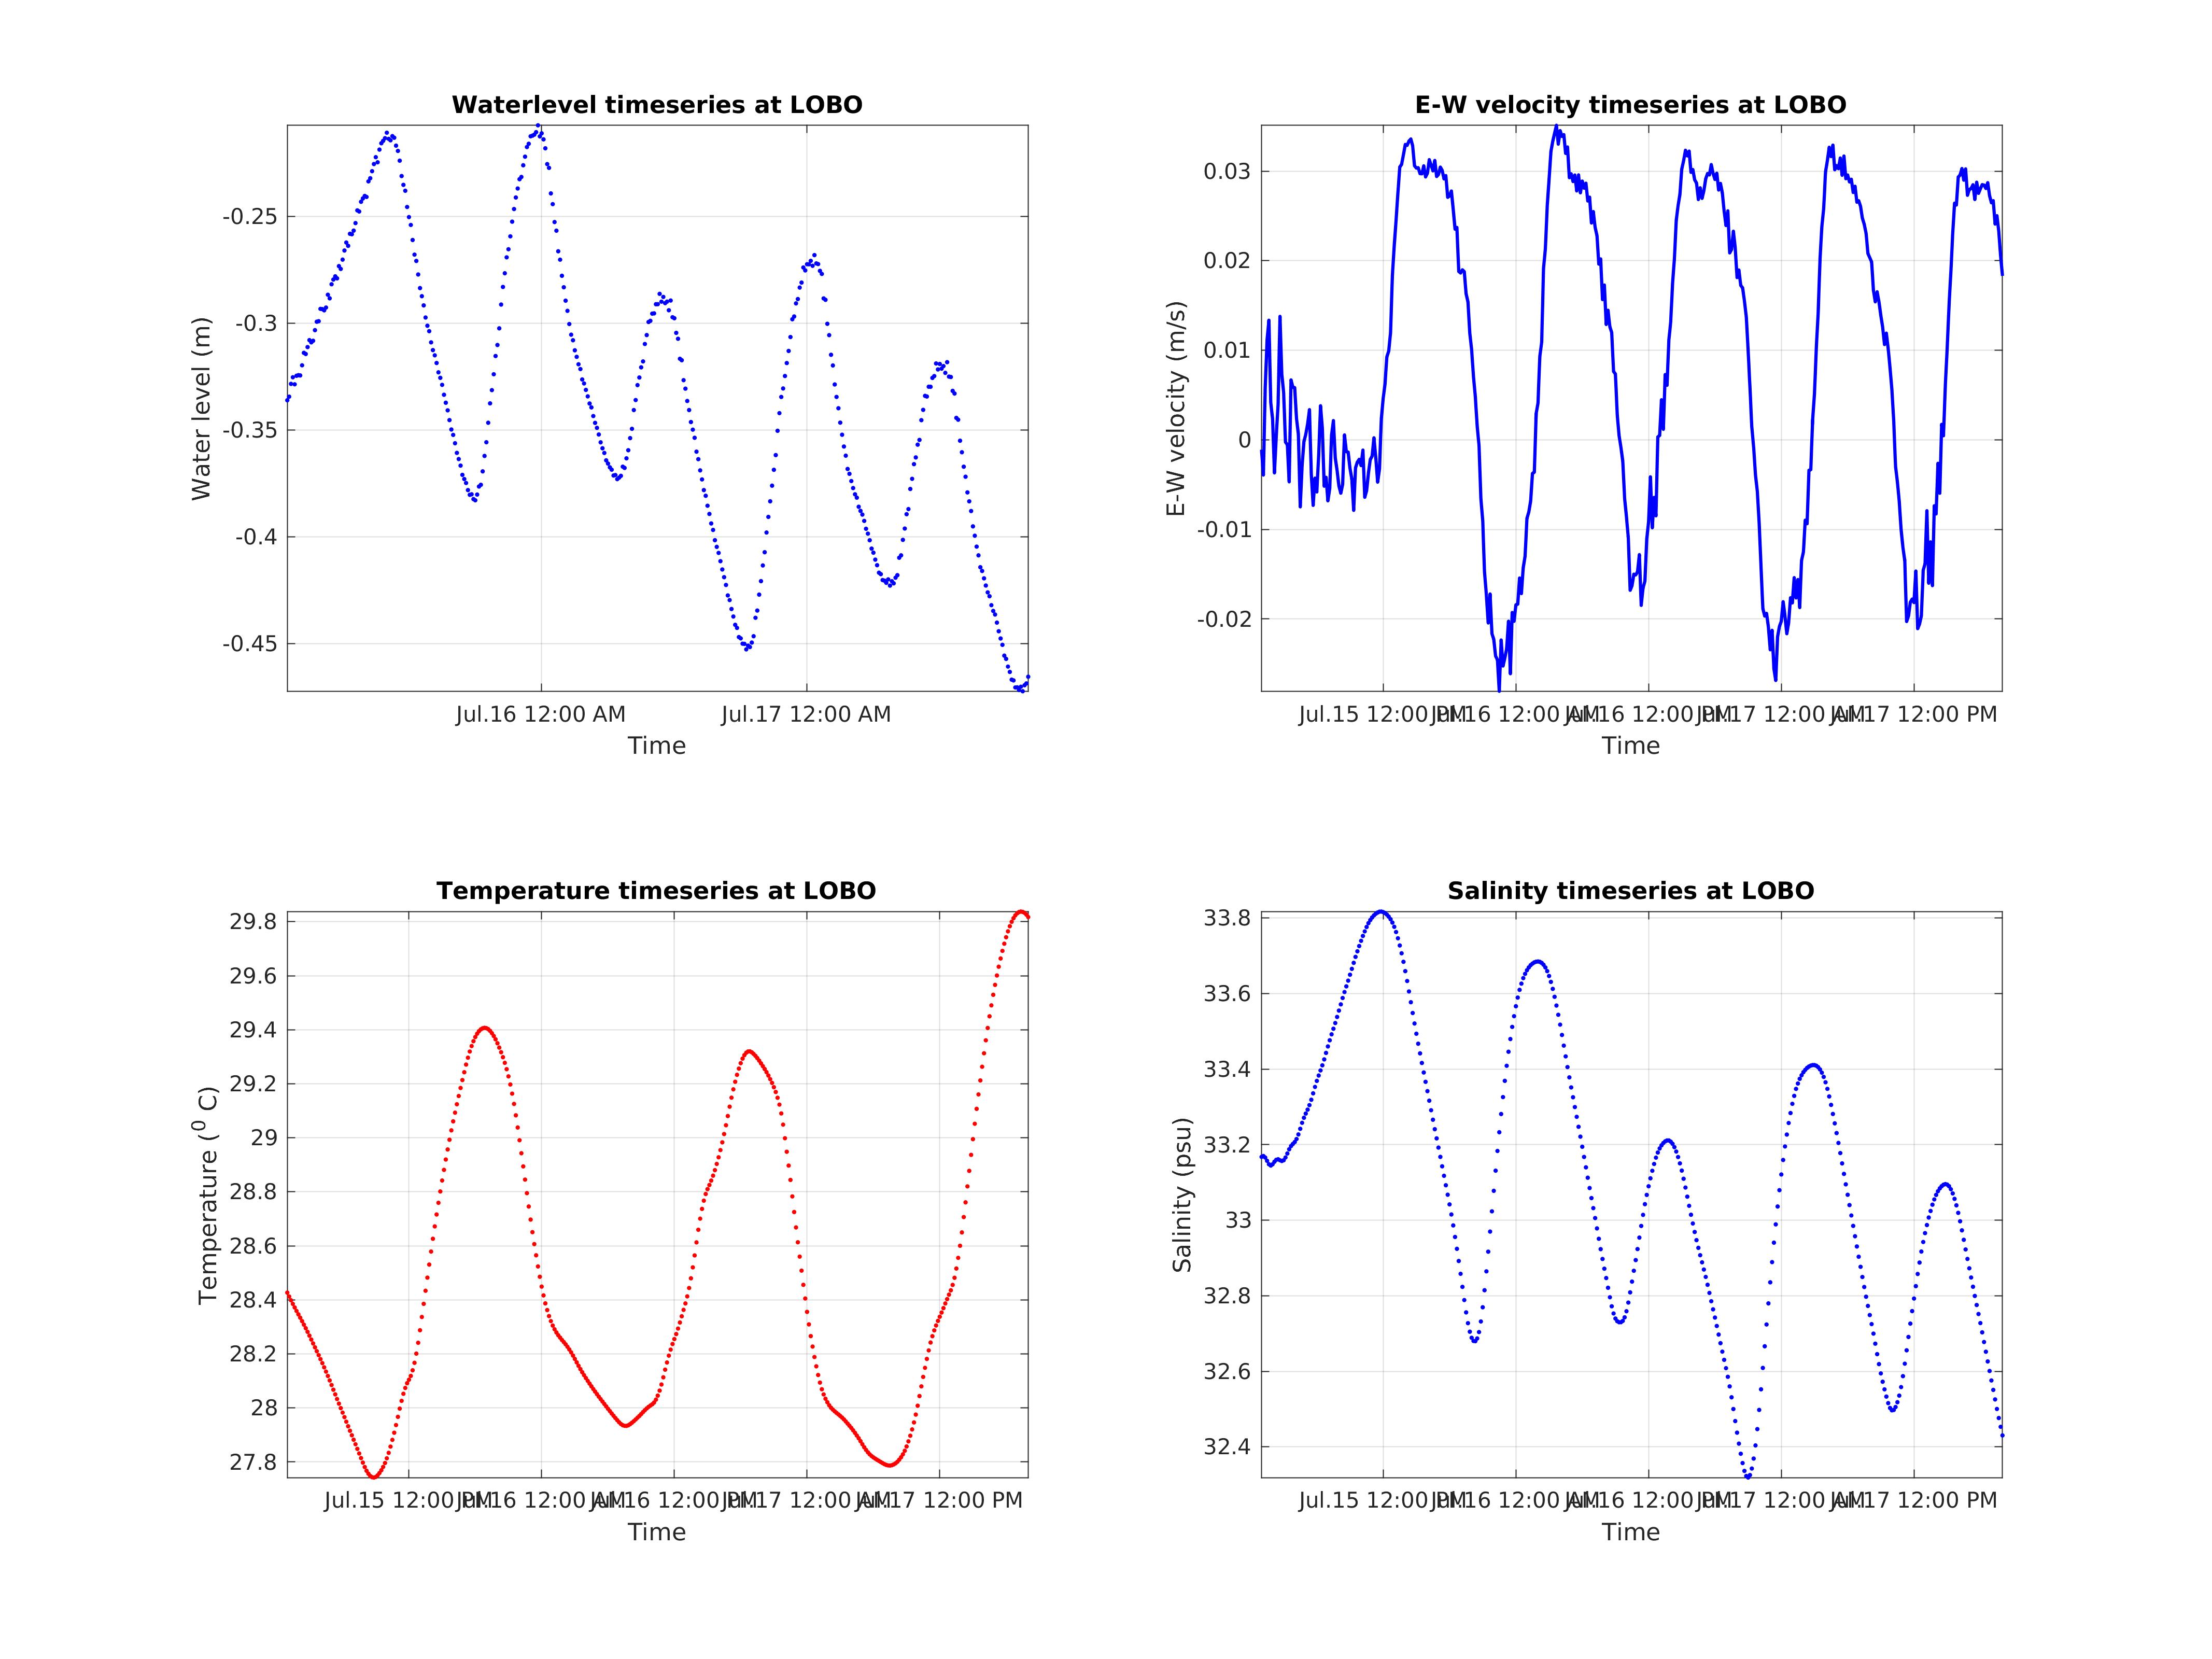 Waterlevel timeseries at LOBO
Water level (m)
-0.25
-0.3
-0.35
-0.4
-0.45
Jul.16 12:00 AM Jul.17 12:00 AM
Time
E-W velocity timeseries at LOBO
E-W velocity (m/s)
0.03
0.02
0.01
0
-0.01
-0.02
Jul.15 12:00 PM Jul.16 12:00 AM Jul.16 12:00 PM Jul.17 12:00 AM Jul.17 12:00 PM
Time
Temperature timeseries at LOBO
Temperature (⁰ C)
29.8
29.6
29.4
29.2
29
28.8
28.6
28.4
28.2
28
27.8
Jul.15 12:00 PM Jul.16 12:00 AM Jul.16 12:00 PM Jul.17 12:00 AM Jul.17 12:00 PM
Time
Salinity timeseries at LOBO
Salinity (psu)
33.8
33.6
33.4
33.2
33
32.8
32.6
32.4
Jul.15 12:00 PM Jul.16 12:00 AM Jul.16 12:00 PM Jul.17 12:00 AM Jul.17 12:00 PM
Time